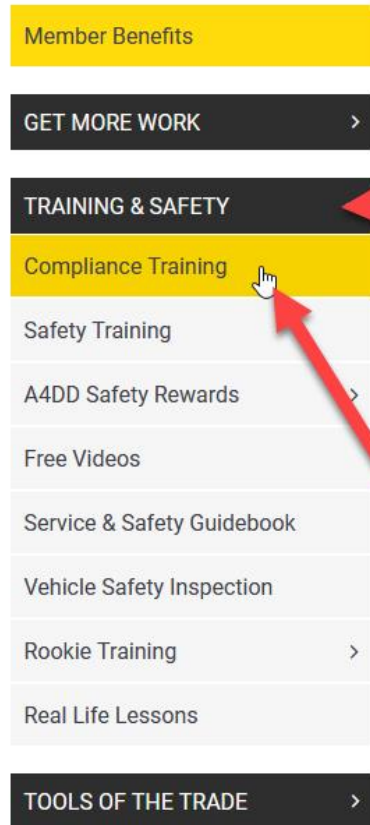 Member Benefits
GET MORE WORK
TRAINING & SAFETY
Compliance Training
Safety Training
A4DD Safety Rewards
Free Videos
Service & Safety Guidebook
Vehicle Safety Inspection
Rookie Training
Real Life Lessons
TOOLS OF THE TRADE